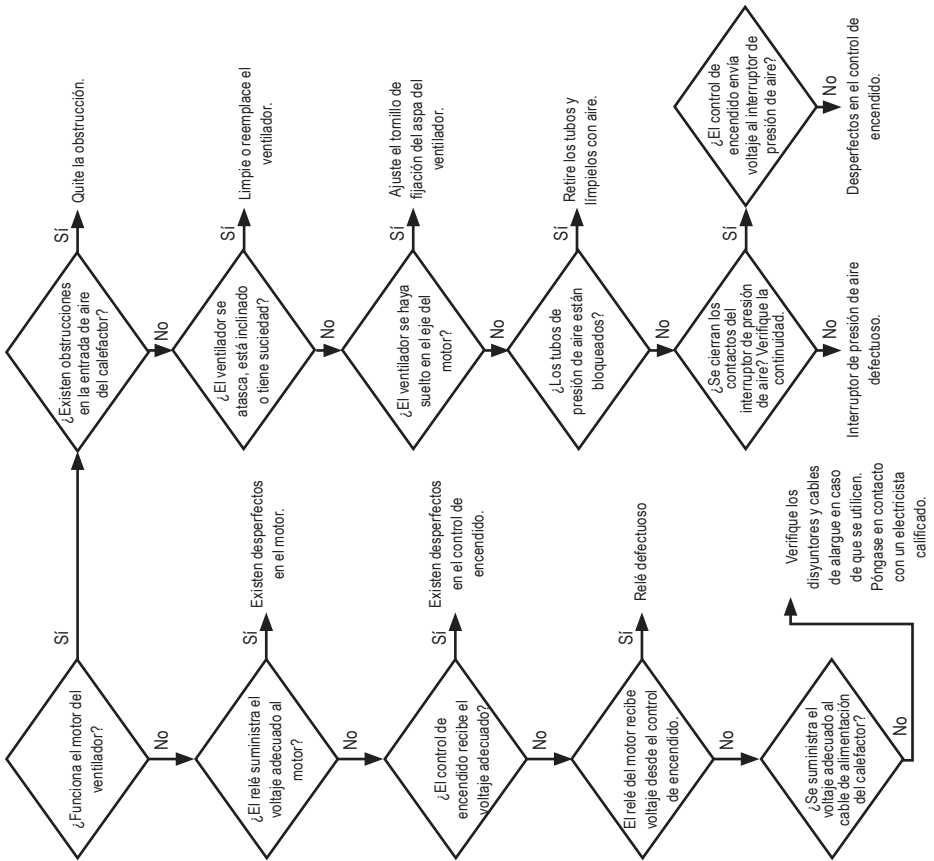 ¿Funciona el motor del
ventilador?
Sí
No
¿El relé suministra el
voltaje adecuado al
motor?
Sí
Existen desperfectos
en el motor.
No
¿El control de
encendido recibe el
voltaje adecuado?
Sí
Existen desperfectos
en el control de
encendido.
No
El relé del motor recibe
voltaje desde el control
de encendido.
Sí
Relé defectuoso
No
¿Se suministra el
voltaje adecuado al
cable de alimentación
del calefactor?
No
Verifique los
disyuntores y cables
de alargue en caso
de que se utilicen.
Póngase en contacto
con un electricista
calificado.
¿Existen obstrucciones
en la entrada de aire
del calefactor?
Sí
Quite la obstrucción.
No
¿El ventilador se
atasca, está inclinado
o tiene suciedad?
Sí
Limpie o reemplace el
ventilador.
No
¿El ventilador se haya
suelto en el eje del
motor?
Sí
Ajuste el tornillo de
fijación del aspa del
ventilador.
No
¿Los tubos de
presión de aire están
bloqueados?
Sí
Retire los tubos y
límpielos con aire.
No
¿Se cierran los
contactos del
interruptor de presión
de aire? Verifique la
continuidad.
Sí
No
Interruptor de presión de aire
defectuoso.
¿El control de
encendido envía
voltaje al interruptor de
presión de aire?
No
Desperfectos en el control de
encendido.